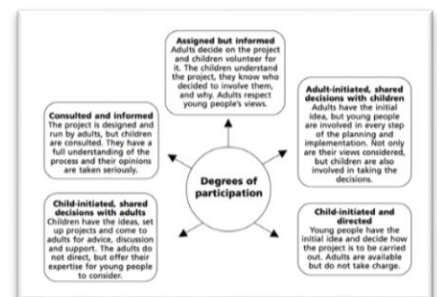 Assigned but informed
Adults decide on the project
and children volunteer for
it. The children understand
the project, they know who
decided to involve them,
and why. Adults respect
young people's views.
Adult-initiated, shared
decisions with children
Adults have the initial
idea, but young people
are involved in every step
of the planning and
implementation. Not only
are their views considered,
but children are also
involved in taking the
decisions.
Consulted and informed
The project is designed and
run by adults, but children
are consulted. They have a
full understanding of the
process and their opinions
are taken seriously.
Degrees of
participation
Child-initiated, shared
decisions with adults
Children have the ideas, set
up projects and come to
adults for advice, discussion
and support. The adults do
not direct, but offer their
expertise for young people
to consider.
Child-initiated and
directed
Young people have the
initial idea and decide how
the project is to be carried
out. Adults are available
but do not take charge.